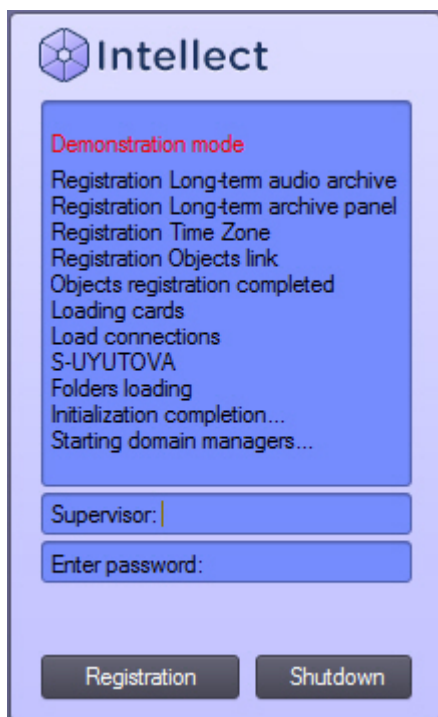 Intellect
Demonstration mode
Registration Long-term audio archive
Registration Long-term archive panel
Registration Time Zone
Registration Objects link
Objects registration completed
Loading cards
Load connections
S-UYUTOVA
Folders loading
Initialization completion...
Starting domain managers...
Supervisor:
Enter password:
Registration Shutdown